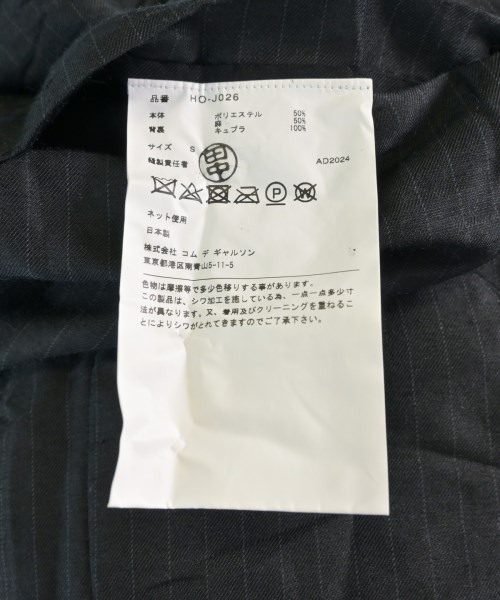 品番 HO-J026
本体 ポリエステル 50%
麻 50%
背裏 キュプラ 100%
サイズ S
縫製責任者 田中 AD2024
P W
ネット使用
日本製
株式会社 コム デ ギャルソン
東京都港区南青山5-11-5
色物は摩擦等で多少色移りする事があります。
この製品は、シワ加工を施している為、一点一点多少寸
法が異なります。又、着用及びクリーニングを重ねるこ
とによりシワがとれてきますのでご了承下さい。